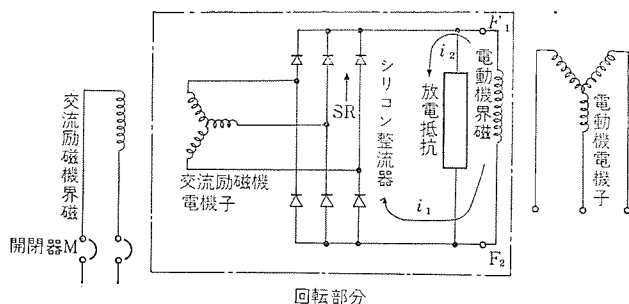 交流励磁機界磁
開閉器M
交流励磁機
電機子
SR
シリコン整流器
i₁
i₂
放電抵抗
電動機界磁
F₁
F₂
電動機電機子
回転部分